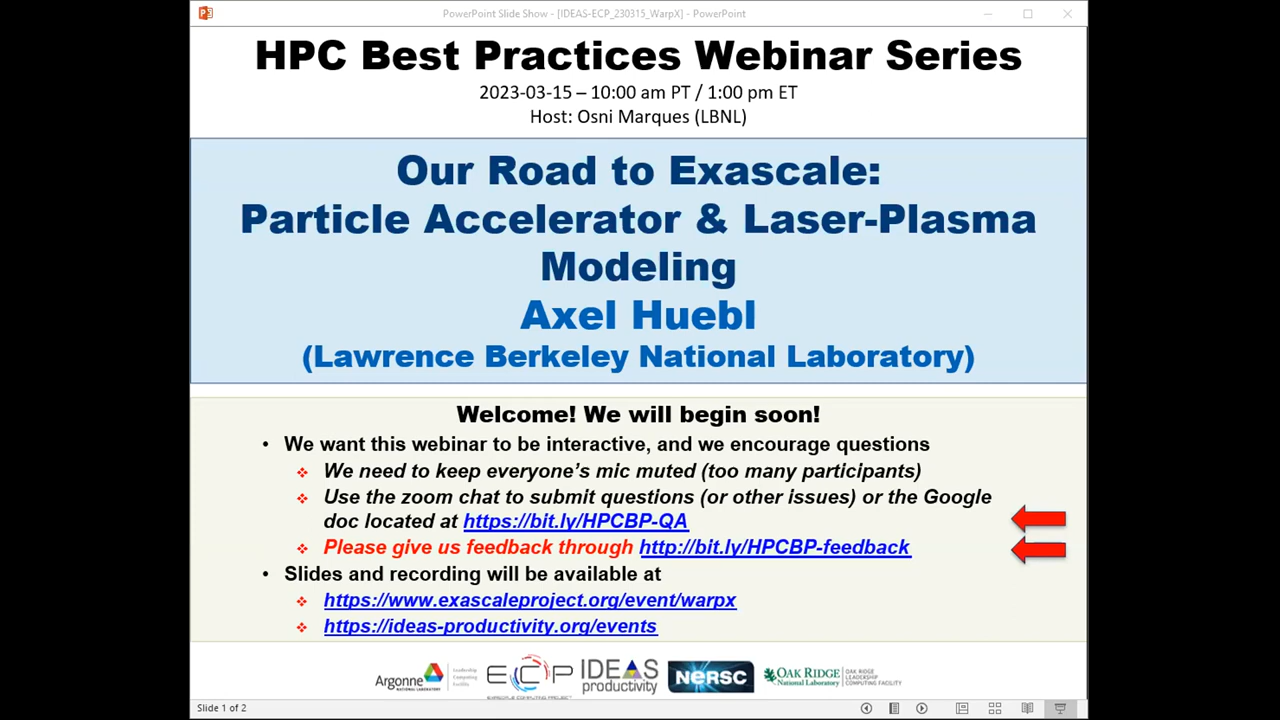 PowerPoint Slide Show - [IDEAS-ECP_230315_WarpX] - PowerPoint
HPC Best Practices Webinar Series
2023-03-15 – 10:00 am PT / 1:00 pm ET
Host: Osni Marques (LBNL)
Our Road to Exascale:
Particle Accelerator & Laser-Plasma
Modeling
Axel Huebl
(Lawrence Berkeley National Laboratory)
Welcome! We will begin soon!
• We want this webinar to be interactive, and we encourage questions
❖ We need to keep everyone’s mic muted (too many participants)
❖ Use the zoom chat to submit questions (or other issues) or the Google
doc located at https://bit.ly/HPCBP-QA
❖ Please give us feedback through http://bit.ly/HPCBP-feedback
• Slides and recording will be available at
❖ https://www.exascaleproject.org/event/warpx
❖ https://ideas-productivity.org/events
Argonne NATIONAL LABORATORY
Leadership Computing Facility
ECP EXASCALE COMPUTING PROJECT
IDEAS productivity
NERSC
OAK RIDGE National Laboratory
OAK RIDGE LEADERSHIP COMPUTING FACILITY
Slide 1 of 2